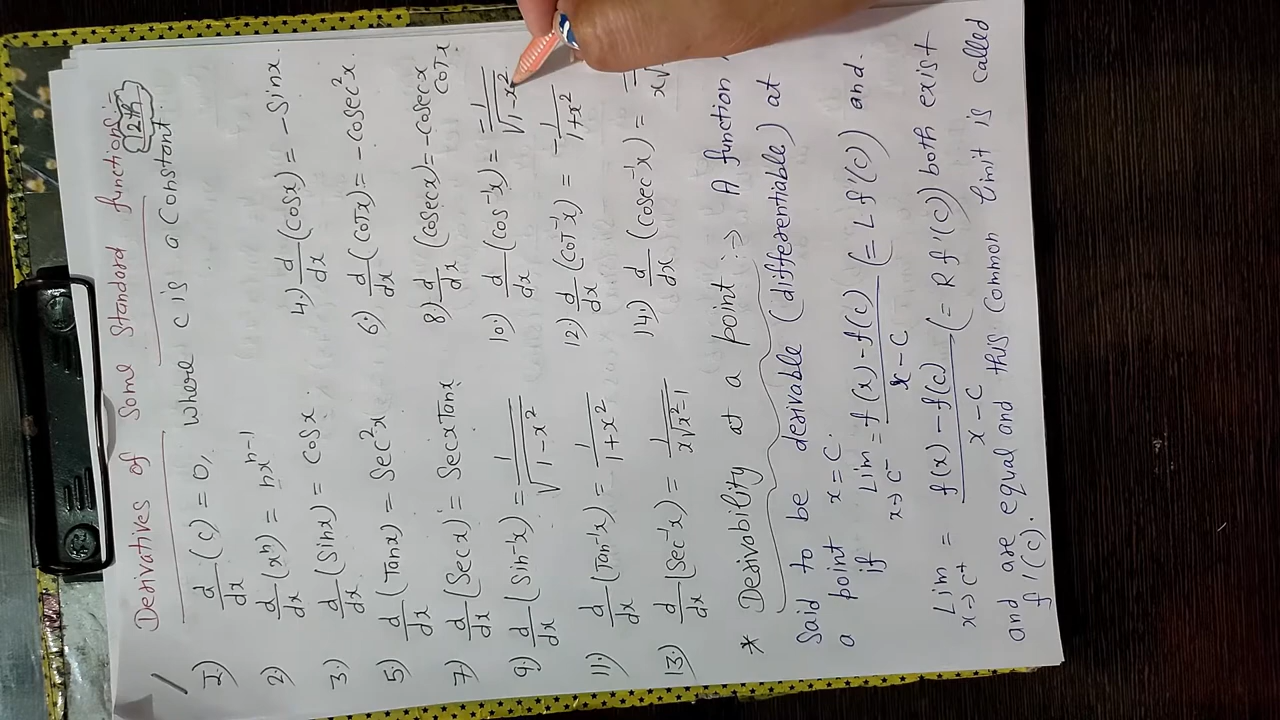 Derivatives of Some Standard functions :-
12th
1.) d/dx (c) = 0, where c is a Constant.
2) d/dx (xⁿ) = nxⁿ⁻¹
3.) d/dx (Sinx) = cosx. 4.) d/dx (cosx) = -Sinx.
5.) d/dx (Tanx) = Sec²x 6.) d/dx (cotx) = -cosec²x.
7.) d/dx (Secx) = SecxTanx 8.) d/dx (cosecx) = -cosecx cotx
9.) d/dx (Sin⁻¹x) = 1/√(1-x²) 10.) d/dx (cos⁻¹x) = -1/√(1-x²)
11.) d/dx (Tan⁻¹x) = 1/(1+x²) 12.) d/dx (cot⁻¹x) = -1/(1+x²)
13.) d/dx (Sec⁻¹x) = 1/(x√(x²-1)) 14.) d/dx (cosec⁻¹x) =
* Derivability at a point :-> A function
Said to be derivable (differentiable) at
a point x=c.
if Lim x→c⁻ = f(x)-f(c)/x-c (= Lf'(c)) and.
Lim x→c⁺ = f(x)-f(c)/x-c (= Rf'(c)) both exist
and are equal and this Common limit is called
f'(c).